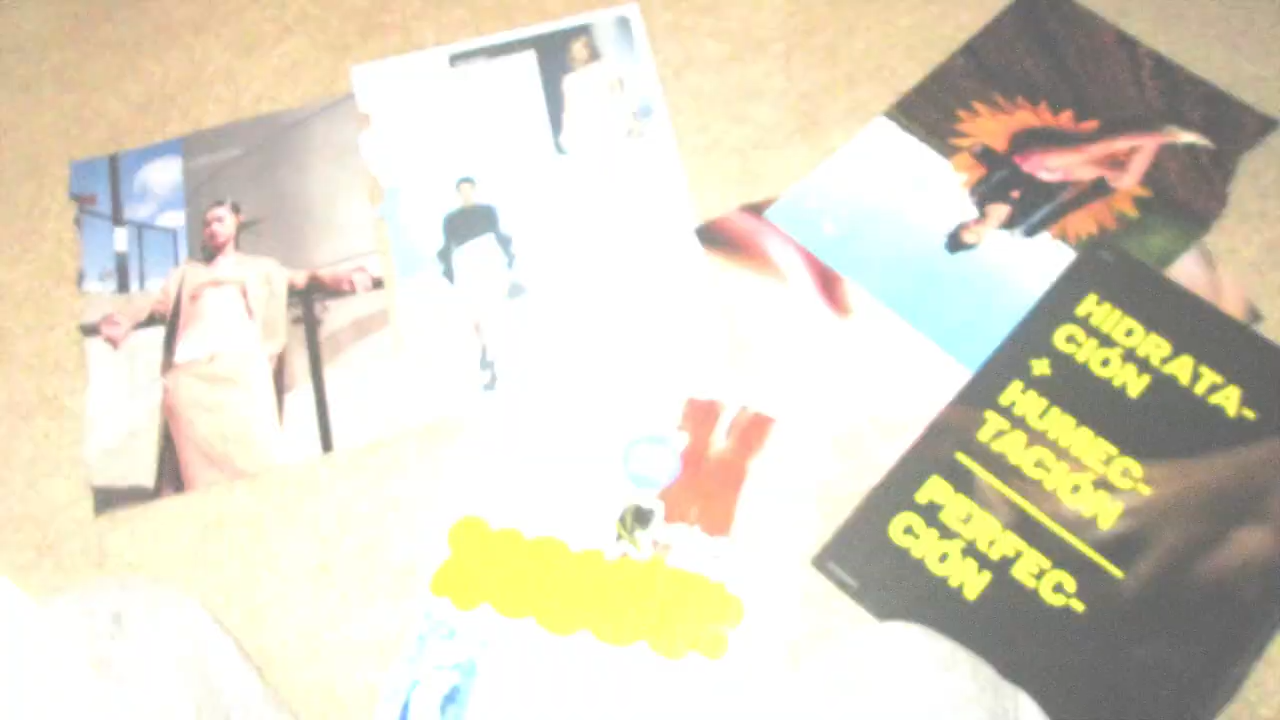 HIDRATA-
CIÓN
+
HUMEC-
TACIÓN
PERFEC-
CIÓN